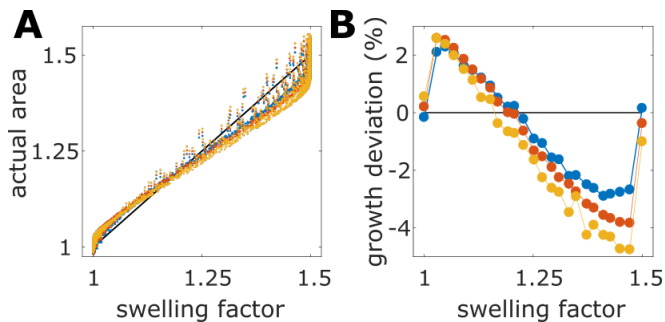 A
1.5
1.25
1
1
1.25
1.5
actual area
swelling factor
B
2
0
-2
-4
1
1.25
1.5
growth deviation (%)
swelling factor